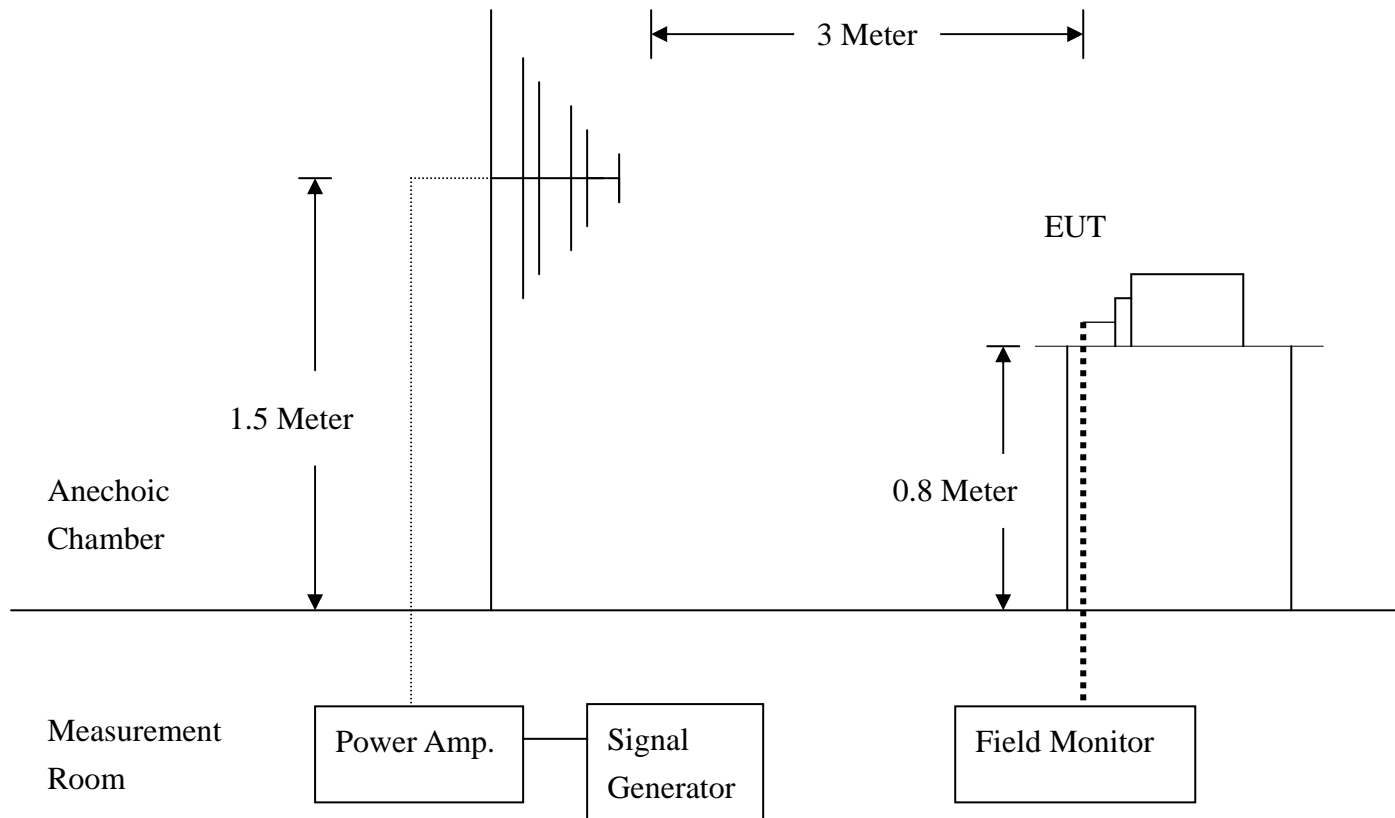 3 Meter
EUT
1.5 Meter
0.8 Meter
Anechoic
Chamber
Measurement
Room
Power Amp.
Signal
Generator
Field Monitor